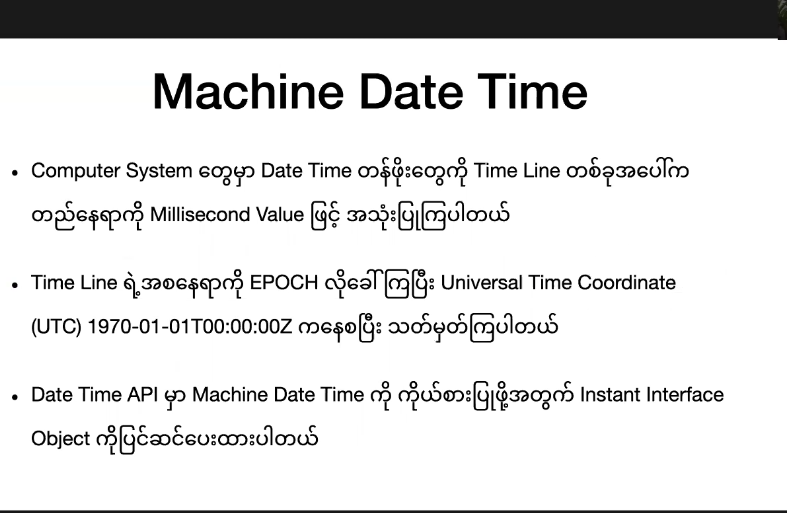 Machine Date Time
• Computer System တွေမှာ Date Time တန်ဖိုးတွေကို Time Line တစ်ခုအပေါ်က
တည်နေရာကို Millisecond Value ဖြင့် အသုံးပြုကြပါတယ်
• Time Line ရဲ့အစနေရာကို EPOCH လိုခေါ်ကြပြီး Universal Time Coordinate
(UTC) 1970-01-01T00:00:00Z ကနေစပြီး သတ်မှတ်ကြပါတယ်
• Date Time API မှာ Machine Date Time ကို ကိုယ်စားပြုဖို့အတွက် Instant Interface
Object ကိုပြင်ဆင်ပေးထားပါတယ်